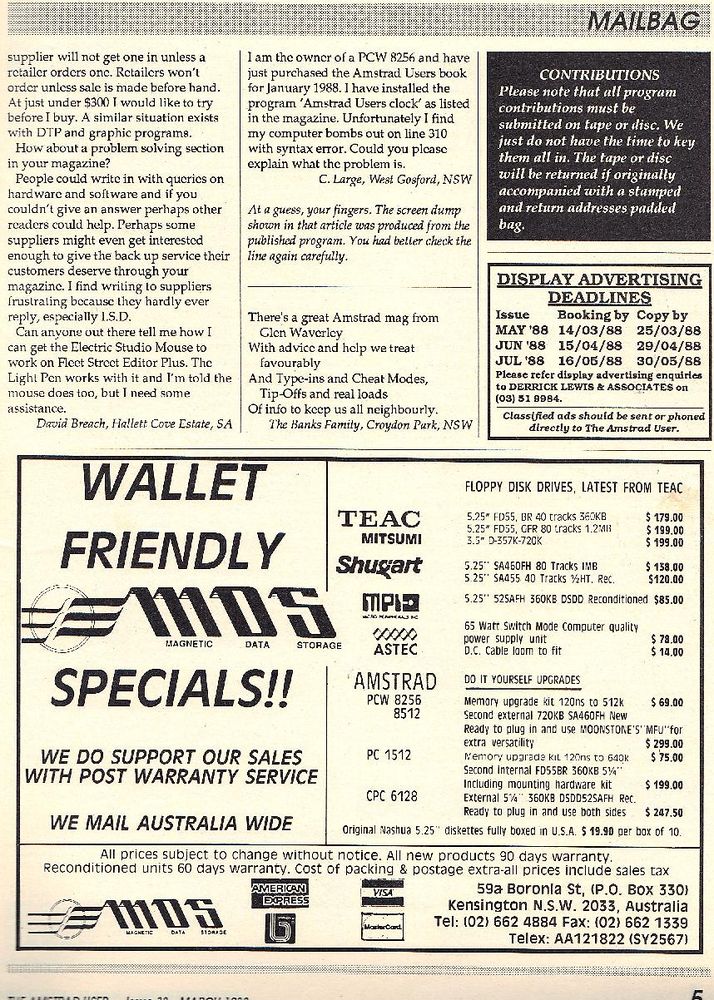 MAILBAG
supplier will not get one in unless a
retailer orders one. Retailers won't
order unless sale is made before hand.
At just under $300 I would like to try
before I buy. A similar situation exists
with DTP and graphic programs.
How about a problem solving section
in your magazine?
People could write in with queries on
hardware and software and if you
couldn't give an answer perhaps other
readers could help. Perhaps some
suppliers might even get interested
enough to give the back up service their
customers deserve through your
magazine. I find writing to suppliers
frustrating because they hardly ever
reply, especially I.S.D.
Can anyone out there tell me how I
can get the Electric Studio Mouse to
work on Fleet Street Editor Plus. The
Light Pen works with it and I'm told the
mouse does too, but I need some
assistance.
David Breach, Hallett Cove Estate, SA
I am the owner of a PCW 8256 and have
just purchased the Amstrad Users book
for January 1988. I have installed the
program 'Amstrad Users clock' as listed
in the magazine. Unfortunately I find
my computer bombs out on line 310
with syntax error. Could you please
explain what the problem is.
C. Large, West Gosford, NSW
At a guess, your fingers. The screen dump
shown in that article was produced from the
published program. You had better check the
line again carefully.
There's a great Amstrad mag from
Glen Waverley
With advice and help we treat
favourably
And Type-ins and Cheat Modes,
Tip-Offs and real loads
Of info to keep us all neighbourly.
The Banks Family, Croydon Park, NSW
CONTRIBUTIONS
Please note that all program
contributions must be
submitted on tape or disc. We
just do not have the time to key
them all in. The tape or disc
will be returned if originally
accompanied with a stamped
and return addresses padded
bag.
DISPLAY ADVERTISING
DEADLINES
Issue Booking by Copy by
MAY '88 14/03/88 25/03/88
JUN '88 15/04/88 29/04/88
JUL '88 16/05/88 30/05/88
Please refer display advertising enquiries
to DERRICK LEWIS & ASSOCIATES on
(03) 51 9984.
Classified ads should be sent or phoned
directly to The Amstrad User.
WALLET
FRIENDLY
MDS
MAGNETIC DATA STORAGE
SPECIALS!!
WE DO SUPPORT OUR SALES
WITH POST WARRANTY SERVICE
WE MAIL AUSTRALIA WIDE
FLOPPY DISK DRIVES, LATEST FROM TEAC
TEAC 5.25" FD55, BR 40 tracks 360KB $ 179.00
5.25" FD55, GFR 80 tracks 1.2MB $ 199.00
MITSUMI 3.5" D-357K-720K $ 199.00
Shugart 5.25" SA460FH 80 Tracks 1MB $ 138.00
5.25" SA455 40 Tracks ½HT. Rec. $120.00
MPI 5.25" 52SAFH 360KB DSDD Reconditioned $85.00
65 Watt Switch Mode Computer quality
ASTEC power supply unit $ 78.00
D.C. Cable loom to fit $ 14.00
AMSTRAD DO IT YOURSELF UPGRADES
PCW 8256 Memory upgrade kit 120ns to 512k $ 69.00
8512 Second external 720KB SA460FH New
Ready to plug in and use MOONSTONE'S "MFU" for
extra versatility $ 299.00
PC 1512 Memory upgrade kit 120ns to 640k $ 75.00
Second Internal FD55BR 360KB 5¼"
Including mounting hardware kit $ 199.00
CPC 6128 External 5¼" 360KB DSDD52SAFH Rec.
Ready to plug in and use both sides $ 247.50
Original Nashua 5.25" diskettes fully boxed in U.S.A. $ 19.90 per box of 10.
All prices subject to change without notice. All new products 90 days warranty.
Reconditioned units 60 days warranty. Cost of packing & postage extra-all prices include sales tax
MDS
MAGNETIC DATA STORAGE
AMERICAN
EXPRESS
VISA
MasterCard
59a Boronia St, (P.O. Box 330)
Kensington N.S.W. 2033, Australia
Tel: (02) 662 4884 Fax: (02) 662 1339
Telex: AA121822 (SY2567)
5